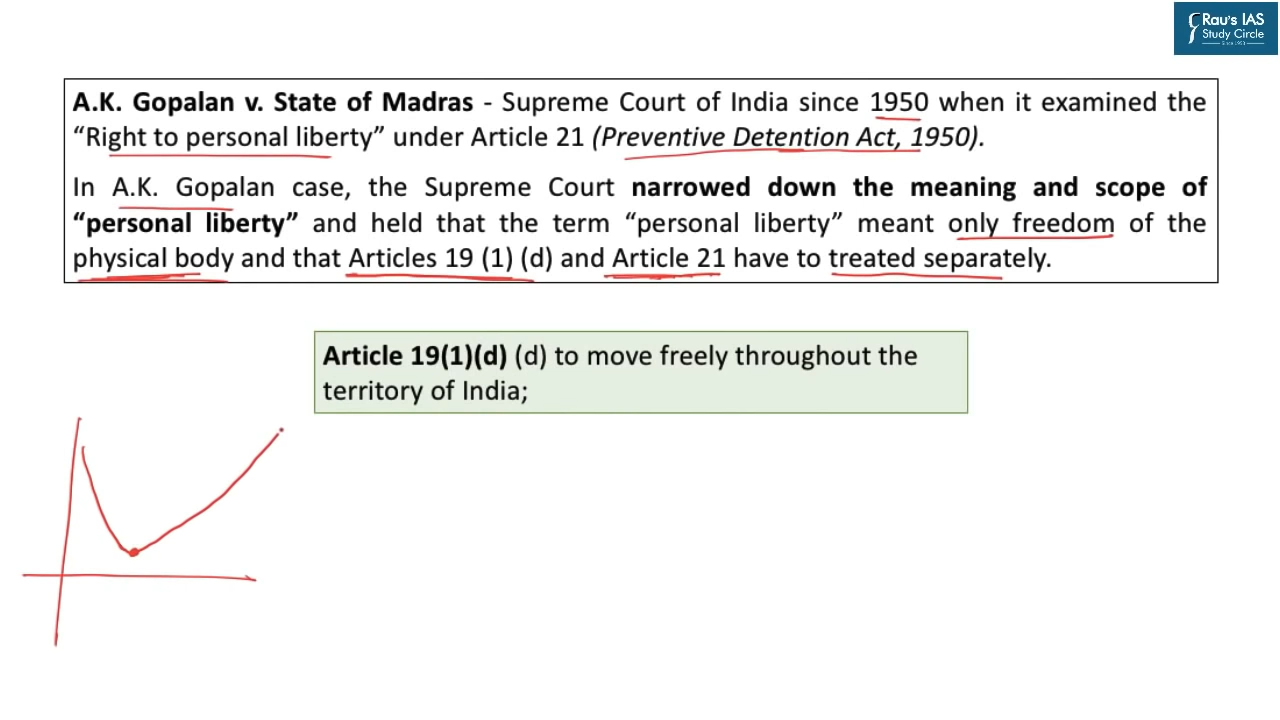 Rau's IAS
Study Circle
Since 1953
A.K. Gopalan v. State of Madras - Supreme Court of India since 1950 when it examined the
“Right to personal liberty” under Article 21 (Preventive Detention Act, 1950).
In A.K. Gopalan case, the Supreme Court narrowed down the meaning and scope of
“personal liberty” and held that the term “personal liberty” meant only freedom of the
physical body and that Articles 19 (1) (d) and Article 21 have to treated separately.
Article 19(1)(d) (d) to move freely throughout the
territory of India;